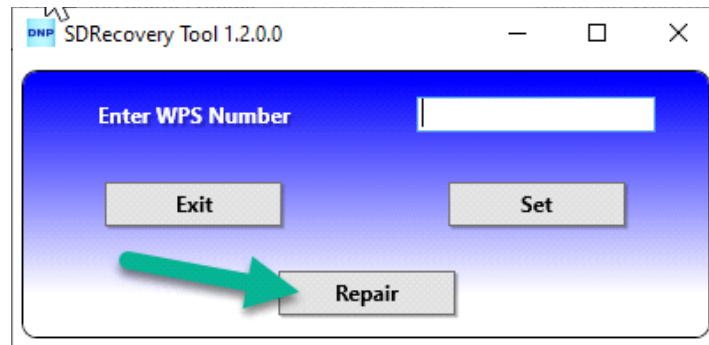 DNP SDRecovery Tool 1.2.0.0
Enter WPS Number
Exit Set
Repair